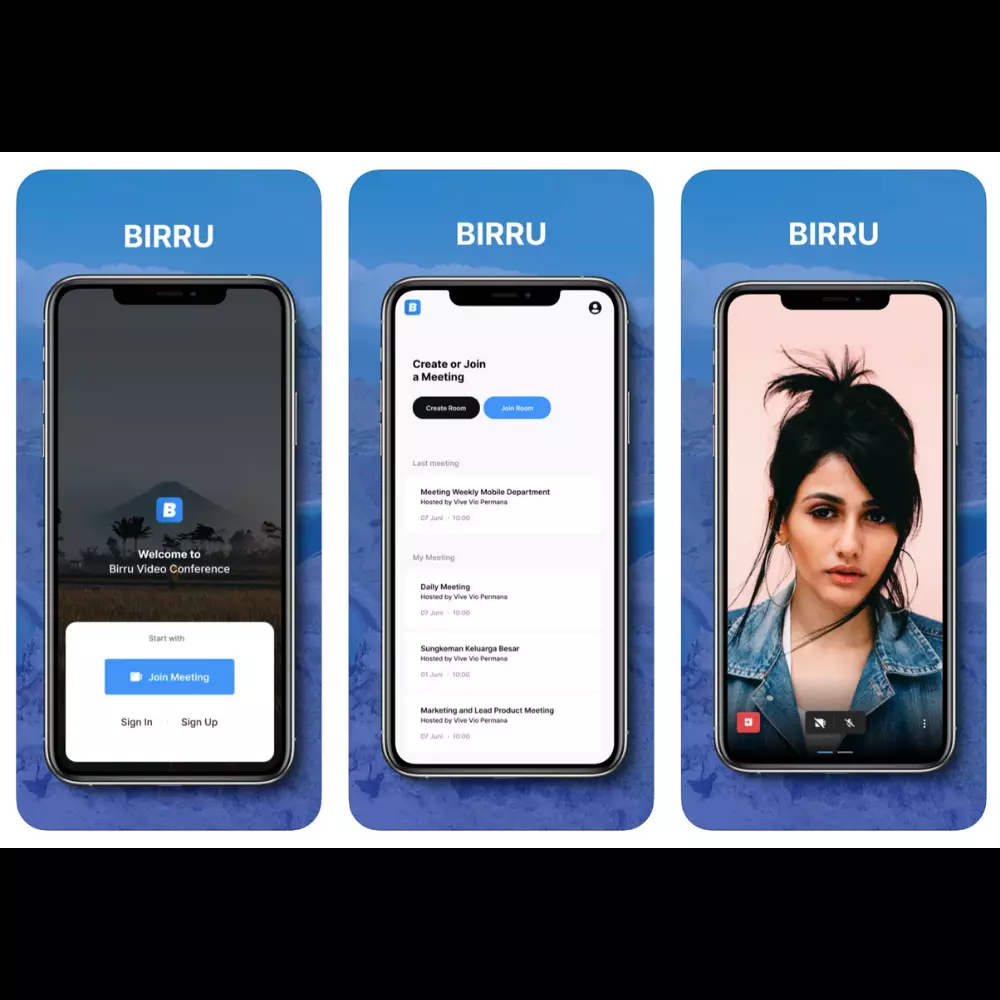 BIRRU
B
Welcome to
Birru Video Conference
Start with
Join Meeting
Sign In
Sign Up
BIRRU
B
Create or Join
a Meeting
Create Room
Join Room
Last meeting
Meeting Weekly Mobile Department
Hosted by Vive Vio Permana
07 Juni - 10:00
My Meeting
Daily Meeting
Hosted by Vive Vio Permana
07 Juni - 10:00
Sungkeman Keluarga Besar
Hosted by Vive Vio Permana
01 Juni | 10:00
Marketing and Lead Product Meeting
Hosted by Vive Vio Permana
07 Juni - 10:00
BIRRU